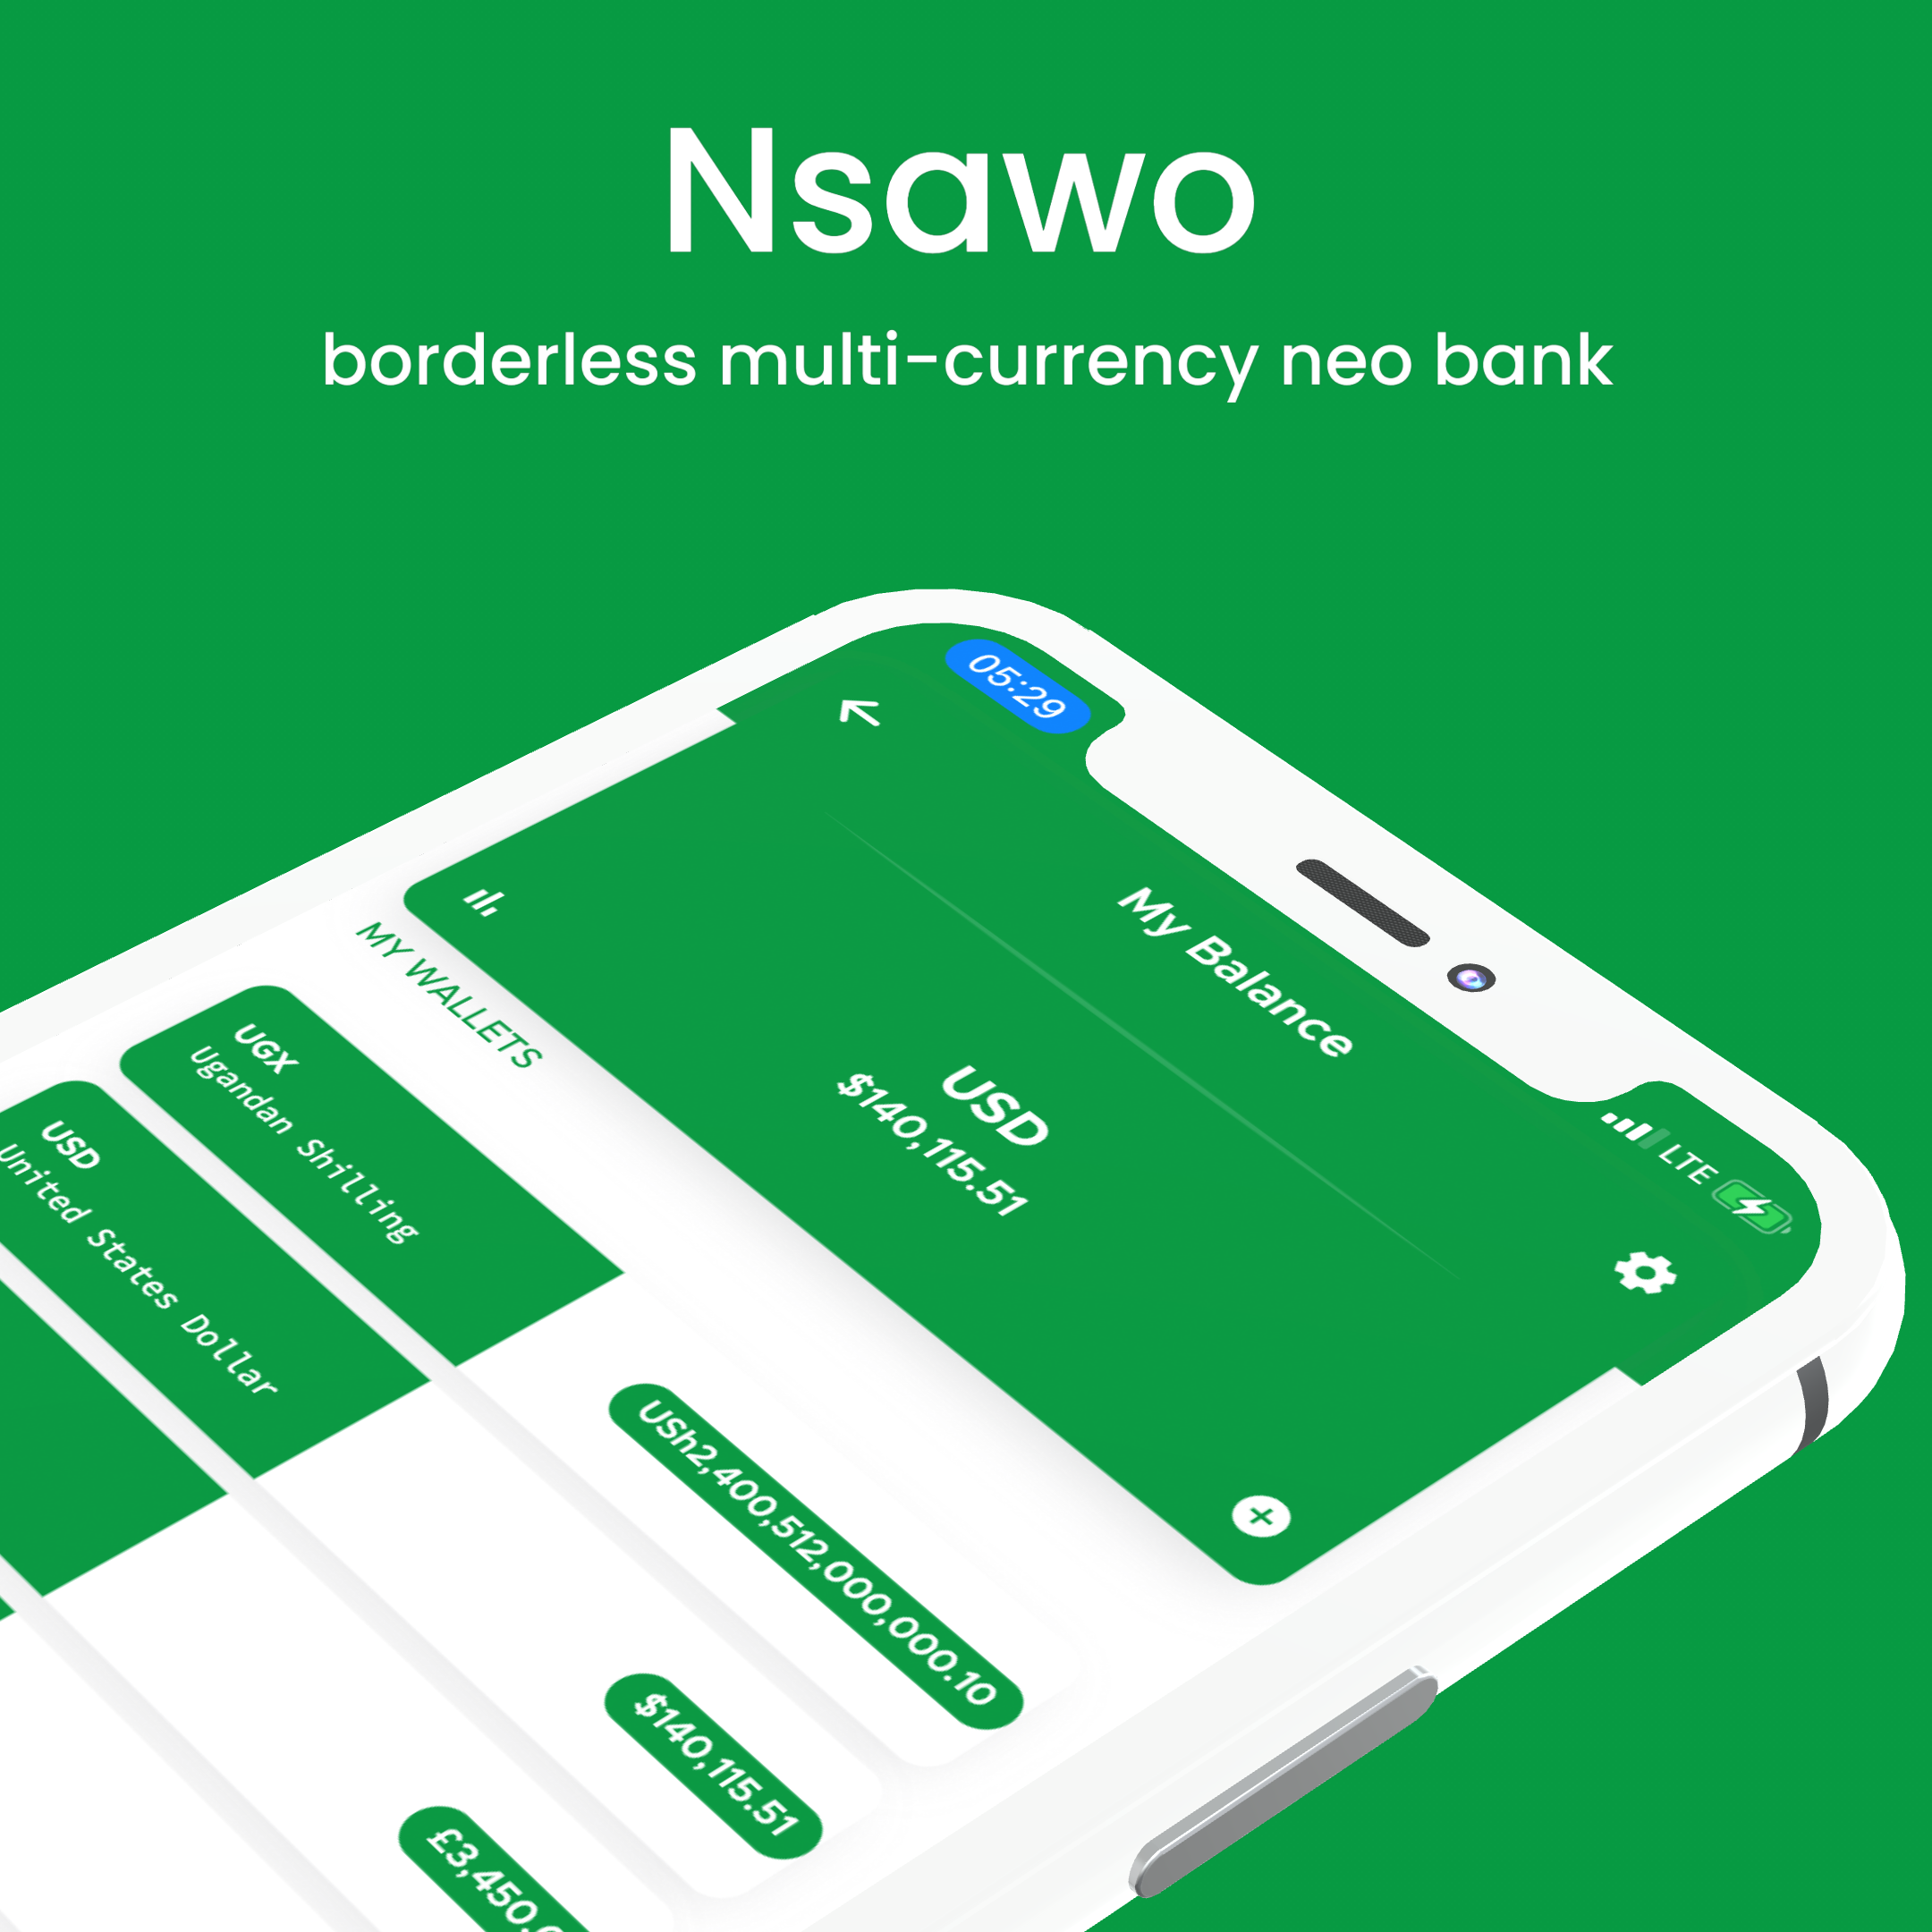 Nsawo
borderless multi-currency neo bank
05:29
LTE
My Balance
USD
$140,115.51
MY WALLETS
UGX
Ugandan Shilling
USh2,400,512,000,000.10
USD
United States Dollar
$140,115.51
£3,450.